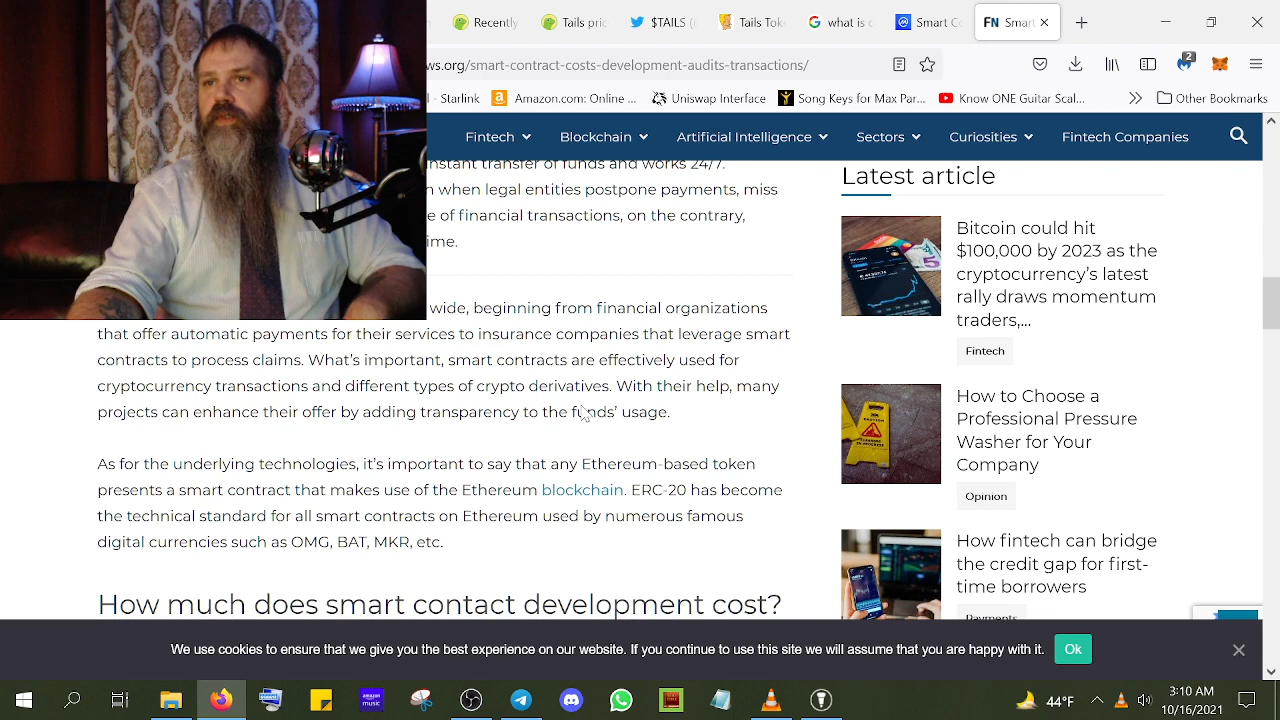 Recently
Tails pric
$TAILS (
Tails Tok
what is c
Smart Co
FN Smart
ws.org/smart-contract-costs-development-audits-transactions/
2
- Starlink
Amazon.com: Online ...
Uniswap Interface
Ying Keys for Max Par...
Know ONE Guitar Scal...
Other Bookmarks
Fintech
Blockchain
Artificial Intelligence
Sectors
Curiosities
Fintech Companies
nstant transfer of funds and works 24/7.
n when legal entities postpone payments, miss
e of financial transactions, on the contrary,
ime.
wide, beginning from financial organizations
that offer automatic payments for their services to insurance companies that leverage smart
contracts to process claims. What's important, smart contracts are effectively used for
cryptocurrency transactions and different types of crypto derivatives. With their help, many
projects can enhance their offer by adding transparency to the funds' usage.
As for the underlying technologies, it's important to say that any Ethereum-based token
presents a smart contract that makes use of the Ethereum blockchain. ERC-20 has become
the technical standard for all smart contracts on Ethereum used by numerous famous
digital currencies such as OMG, BAT, MKR, etc.
How much does smart contact development cost?
Latest article
Bitcoin could hit
$100,000 by 2023 as the
cryptocurrency's latest
rally draws momentum
traders,...
Fintech
How to Choose a
Professional Pressure
Washer for Your
Company
Opinion
How fintech can bridge
the credit gap for first-
time borrowers
Payments
We use cookies to ensure that we give you the best experience on our website. If you continue to use this site we will assume that you are happy with it.
Ok
amazon
music
44°F
3:10 AM
10/16/2021